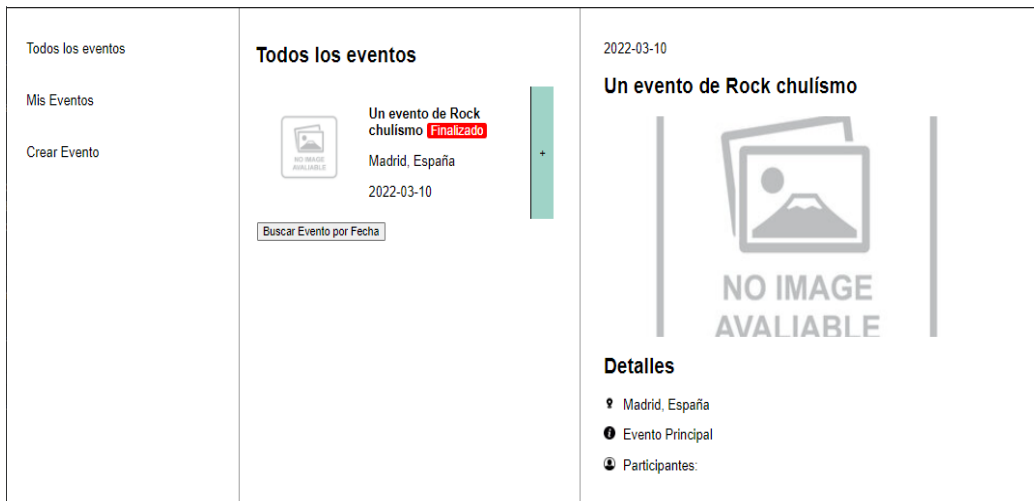 Todos los eventos
Mis Eventos
Crear Evento
Todos los eventos
NO IMAGE
AVALIABLE
Un evento de Rock
chulísmo Finalizado
Madrid, España
2022-03-10
+
Buscar Evento por Fecha
2022-03-10
Un evento de Rock chulísmo
NO IMAGE
AVALIABLE
Detalles
Madrid, España
Evento Principal
Participantes: